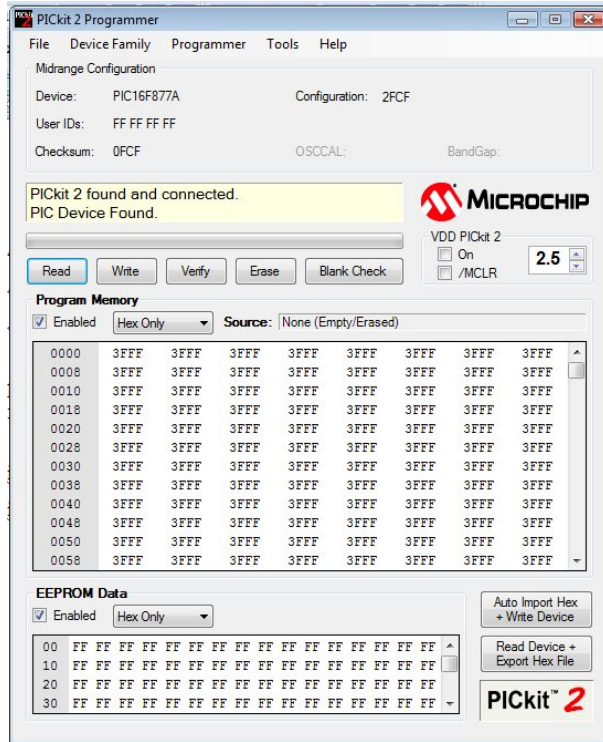 PICkit 2 Programmer
File Device Family Programmer Tools Help
Midrange Configuration
Device: PIC16F877A Configuration: 2FCF
User IDs: FF FF FF FF
Checksum: 0FCF OSCCAL: BandGap:
PICkit 2 found and connected.
PIC Device Found.
MICROCHIP
VDD PICkit 2
On
/MCLR
2.5
Read Write Verify Erase Blank Check
Program Memory
Enabled Hex Only Source: None (Empty/Erased)
0000 3FFF 3FFF 3FFF 3FFF 3FFF 3FFF 3FFF 3FFF
0008 3FFF 3FFF 3FFF 3FFF 3FFF 3FFF 3FFF 3FFF
0010 3FFF 3FFF 3FFF 3FFF 3FFF 3FFF 3FFF 3FFF
0018 3FFF 3FFF 3FFF 3FFF 3FFF 3FFF 3FFF 3FFF
0020 3FFF 3FFF 3FFF 3FFF 3FFF 3FFF 3FFF 3FFF
0028 3FFF 3FFF 3FFF 3FFF 3FFF 3FFF 3FFF 3FFF
0030 3FFF 3FFF 3FFF 3FFF 3FFF 3FFF 3FFF 3FFF
0038 3FFF 3FFF 3FFF 3FFF 3FFF 3FFF 3FFF 3FFF
0040 3FFF 3FFF 3FFF 3FFF 3FFF 3FFF 3FFF 3FFF
0048 3FFF 3FFF 3FFF 3FFF 3FFF 3FFF 3FFF 3FFF
0050 3FFF 3FFF 3FFF 3FFF 3FFF 3FFF 3FFF 3FFF
0058 3FFF 3FFF 3FFF 3FFF 3FFF 3FFF 3FFF 3FFF
EEPROM Data
Enabled Hex Only
00 FF FF FF FF FF FF FF FF FF FF FF FF FF FF FF FF
10 FF FF FF FF FF FF FF FF FF FF FF FF FF FF FF FF
20 FF FF FF FF FF FF FF FF FF FF FF FF FF FF FF FF
30 FF FF FF FF FF FF FF FF FF FF FF FF FF FF FF FF
Auto Import Hex
+ Write Device
Read Device +
Export Hex File
PICkit™ 2